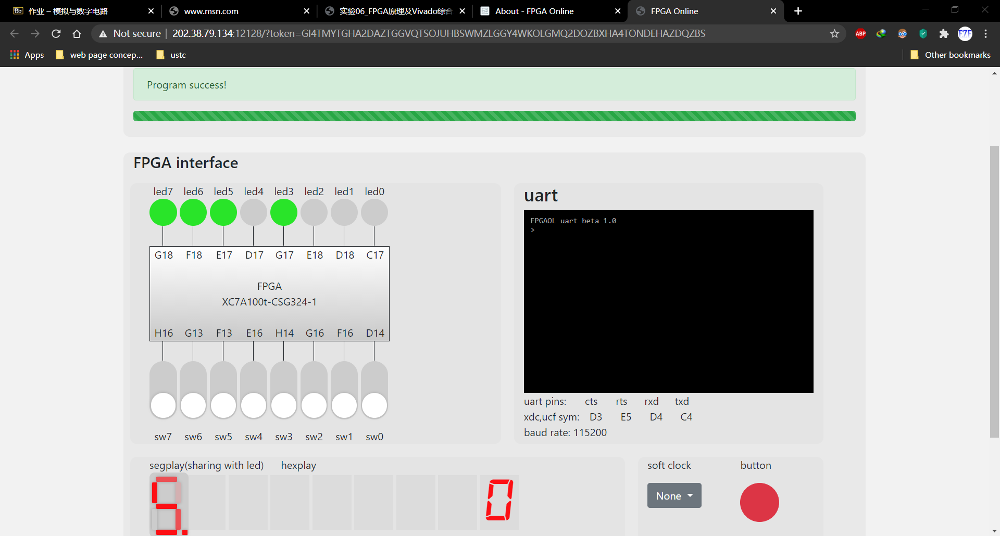 作业 – 模拟与数字电路
www.msn.com
实验06_FPGA原理及Vivado综合
About - FPGA Online
FPGA Online
Not secure | 202.38.79.134:12128/?token=GI4TMYTGHA2DAZTGGVQTSOJUHBSWMZLGGY4WKOLGMQ2DOZBXHA4TONDEHAZDQZBS
ABP
FZF
Apps
web page concep...
ustc
Other bookmarks
Program success!
FPGA interface
led7 led6 led5 led4 led3 led2 led1 led0
G18 F18 E17 D17 G17 E18 D18 C17
FPGA
XC7A100t-CSG324-1
H16 G13 F13 E16 H14 G16 F16 D14
sw7 sw6 sw5 sw4 sw3 sw2 sw1 sw0
uart
FPGAOL uart beta 1.0
>
uart pins: cts rts rxd txd
xdc,ucf sym: D3 E5 D4 C4
baud rate: 115200
segplay(sharing with led) hexplay
5. 0
soft clock
None
button